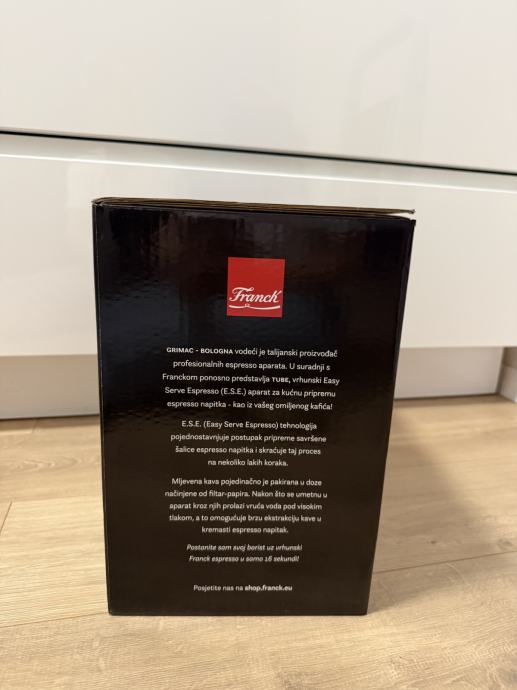 Franck
GRIMAC - BOLOGNA vodeći je talijanski proizvođač
profesionalnih espresso aparata. U suradnji s
Franckom ponosno predstavlja TUBE, vrhunski Easy
Serve Espresso (E.S.E.) aparat za kućnu pripremu
espresso napitka - kao iz vašeg omiljenog kafića!
E.S.E. (Easy Serve Espresso) tehnologija
pojednostavnjuje postupak pripreme savršene
šalice espresso napitka i skraćuje taj proces
na nekoliko lakih koraka.
Mljevena kava pojedinačno je pakirana u doze
načinjene od filtar-papira. Nakon što se umetnu u
aparat kroz njih prolazi vruća voda pod visokim
tlakom, a to omogućuje brzu ekstrakciju kave u
kremasti espresso napitak.
Postanite sam svoj barist uz vrhunski
Franck espresso u samo 16 sekundi!
Posjetite nas na shop.franck.eu